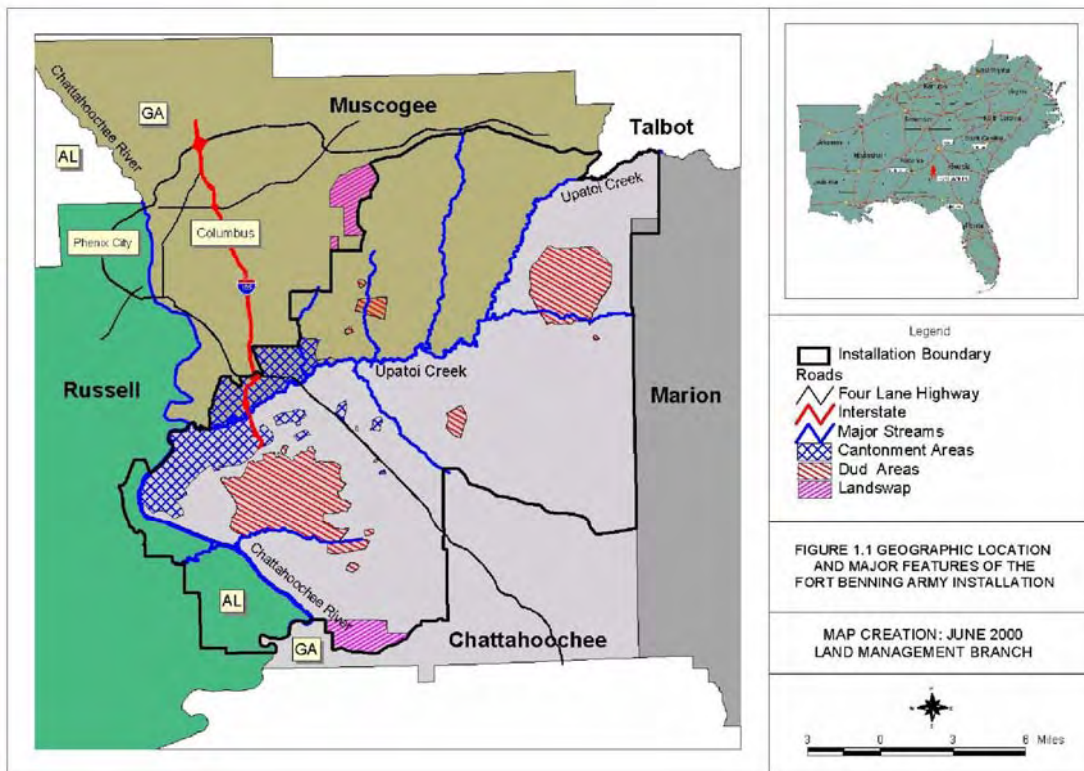 Chattahoochee River
GA
AL
Muscogee
Talbot
Upatoi Creek
Phenix City
Columbus
Russell
Upatoi Creek
Marion
Chattahoochee River
AL
GA
Chattahoochee
Legend
Installation Boundary
Roads
Four Lane Highway
Interstate
Major Streams
Cantonment Areas
Dud Areas
Landswap
FIGURE 1.1 GEOGRAPHIC LOCATION
AND MAJOR FEATURES OF THE
FORT BENNING ARMY INSTALLATION
MAP CREATION: JUNE 2000
LAND MANAGEMENT BRANCH
3 0 3 6 Miles